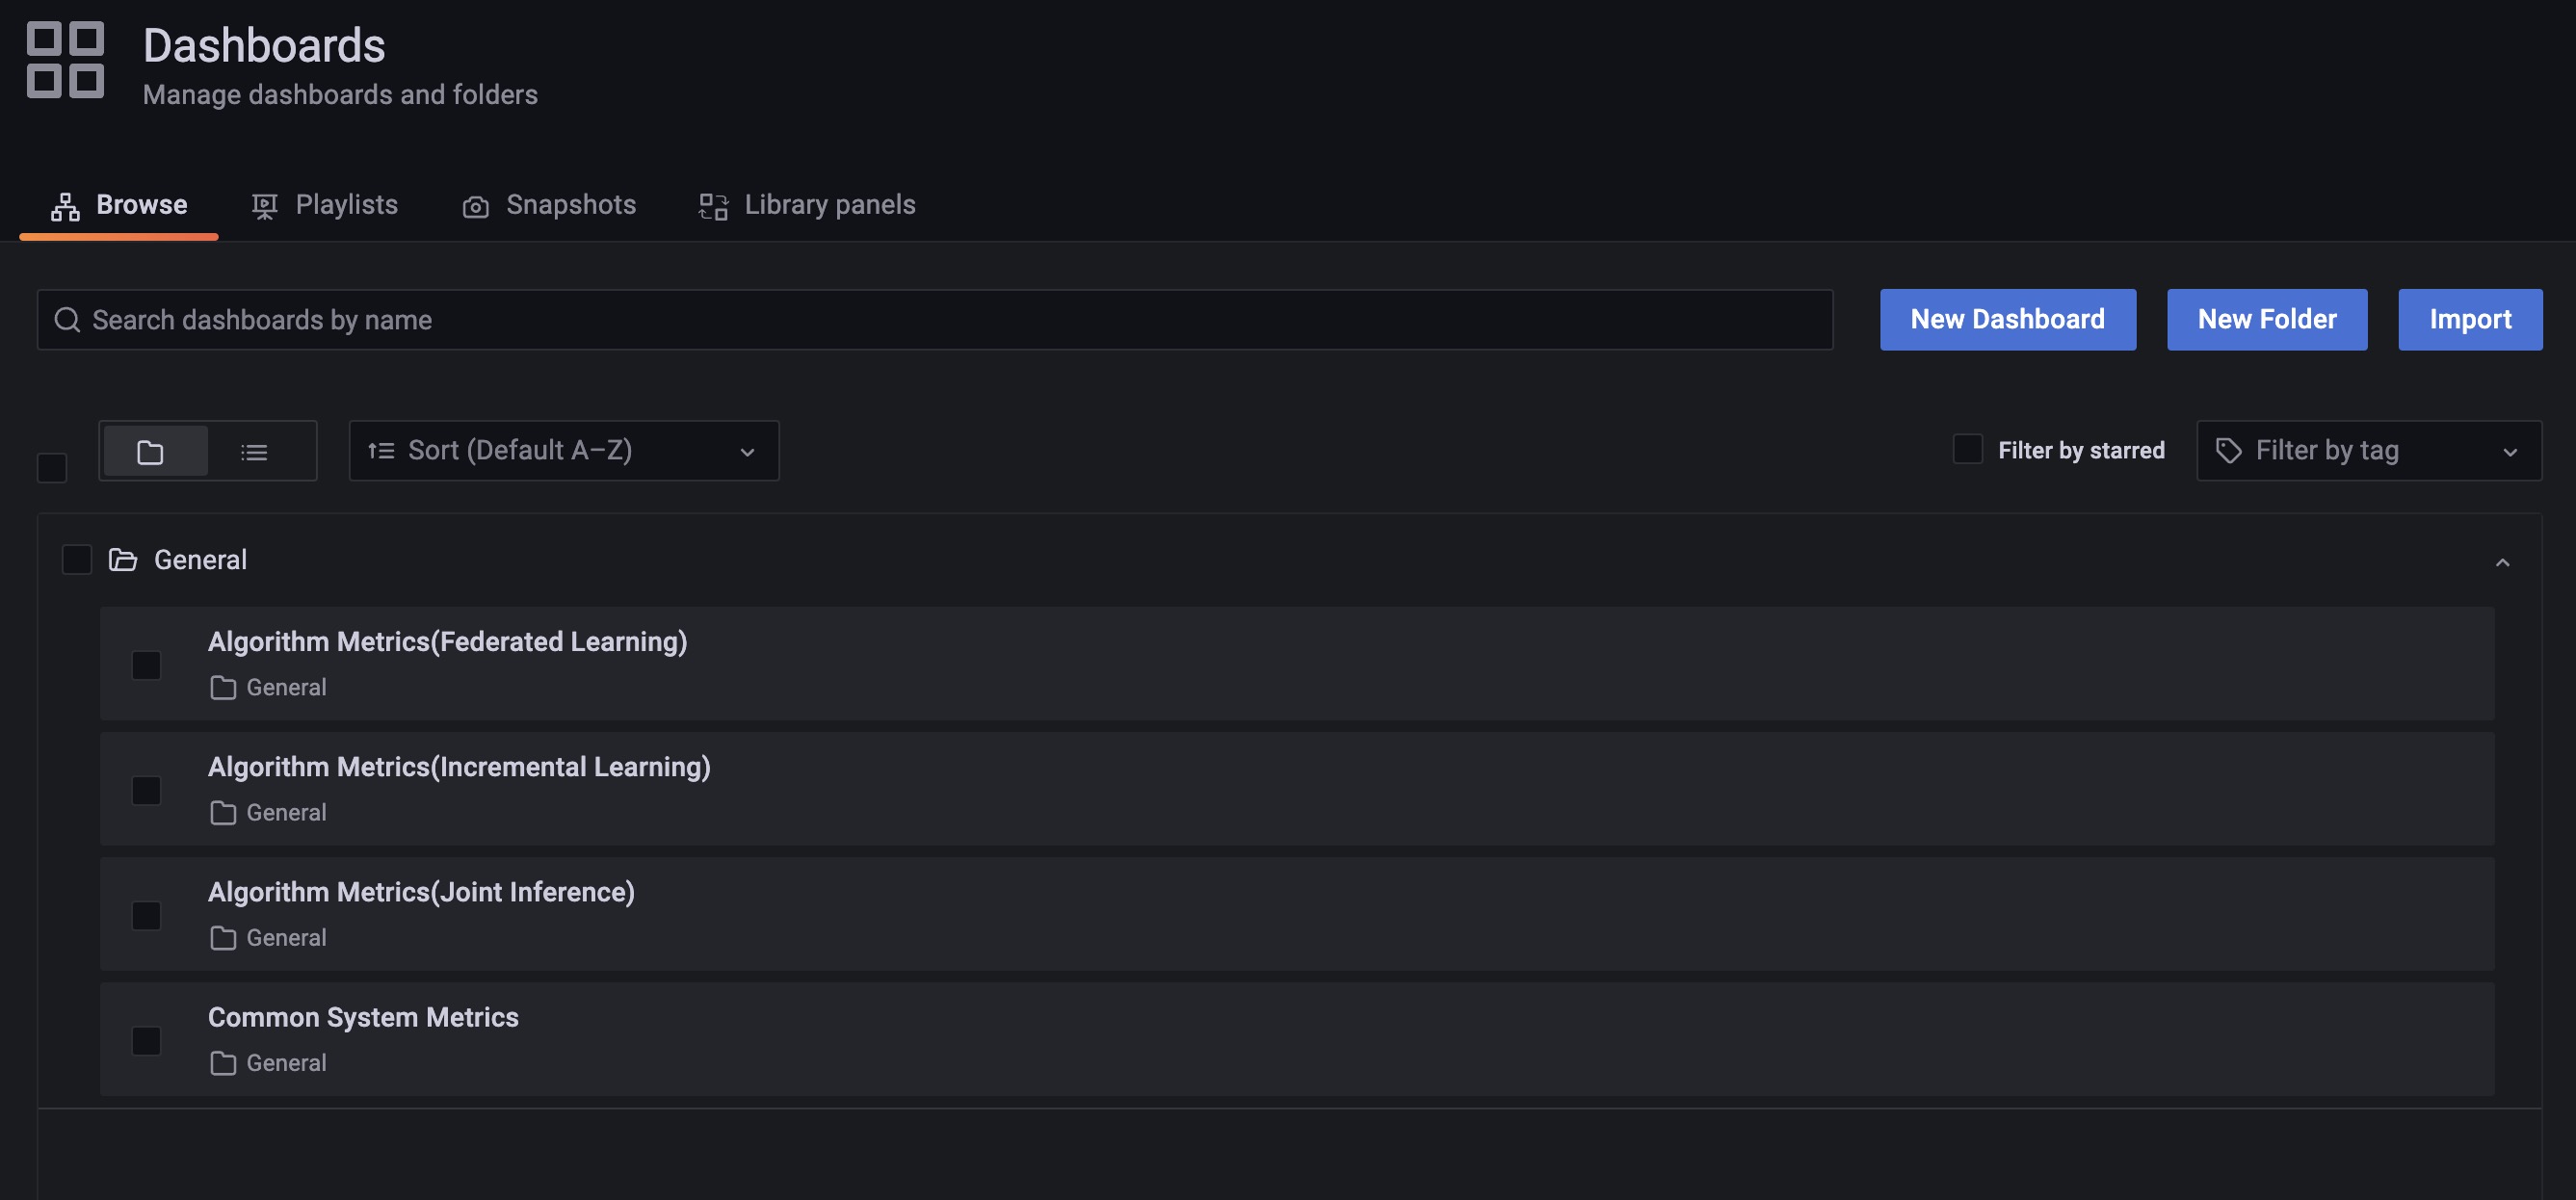 Dashboards
Manage dashboards and folders
Browse Playlists Snapshots Library panels
Search dashboards by name New Dashboard New Folder Import
Sort (Default A–Z) Filter by starred Filter by tag
General
Algorithm Metrics(Federated Learning)
General
Algorithm Metrics(Incremental Learning)
General
Algorithm Metrics(Joint Inference)
General
Common System Metrics
General